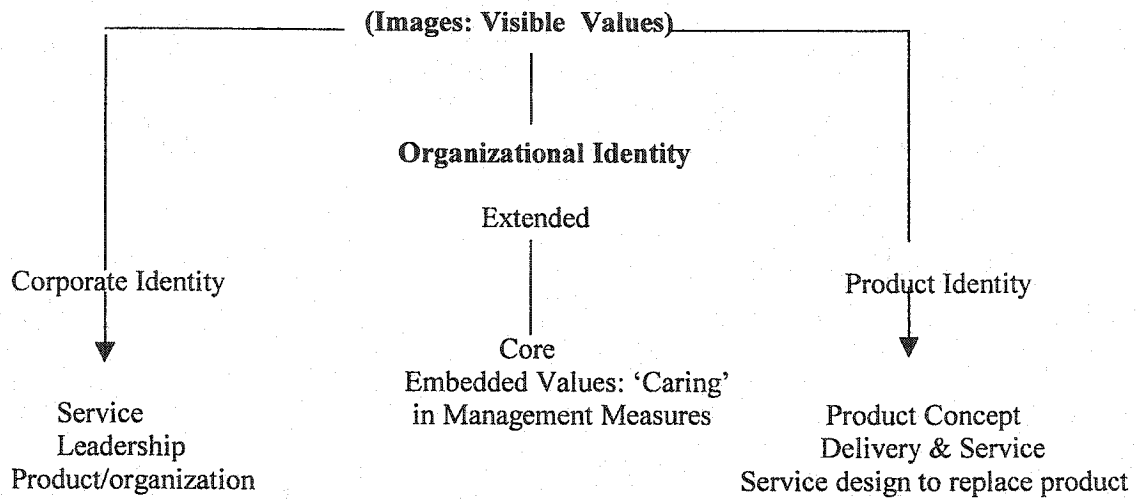 (Images: Visible Values)
Organizational Identity
Extended
Corporate Identity
Product Identity
Core
Embedded Values: ‘Caring’
in Management Measures
Service
Leadership
Product/organization
Product Concept
Delivery & Service
Service design to replace product